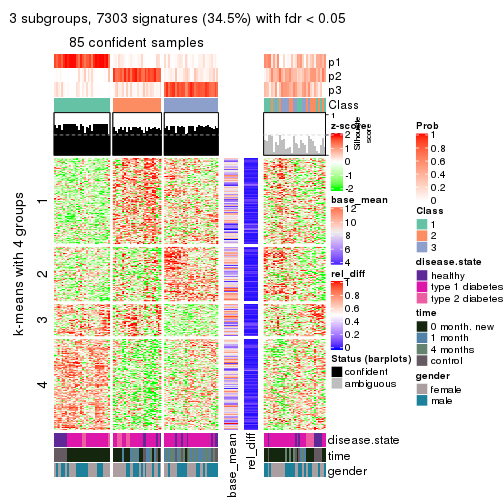 3 subgroups, 7303 signatures (34.5%) with fdr < 0.05
85 confident samples
p1
p2
p3
Class
1
Silhouette
score
z-score
2
1
0
-1
-2
base_mean
12
10
8
6
4
rel_diff
1
0.8
0.6
0.4
0.2
0
Status (barplots)
confident
ambiguous
Prob
1
0.8
0.6
0.4
0.2
0
Class
1
2
3
disease.state
healthy
type 1 diabetes
type 2 diabetes
time
0 month. new
1 month
4 months
control
gender
female
male
k-means with 4 groups
1
2
3
4
disease.state
time
gender
base_mean
rel_diff